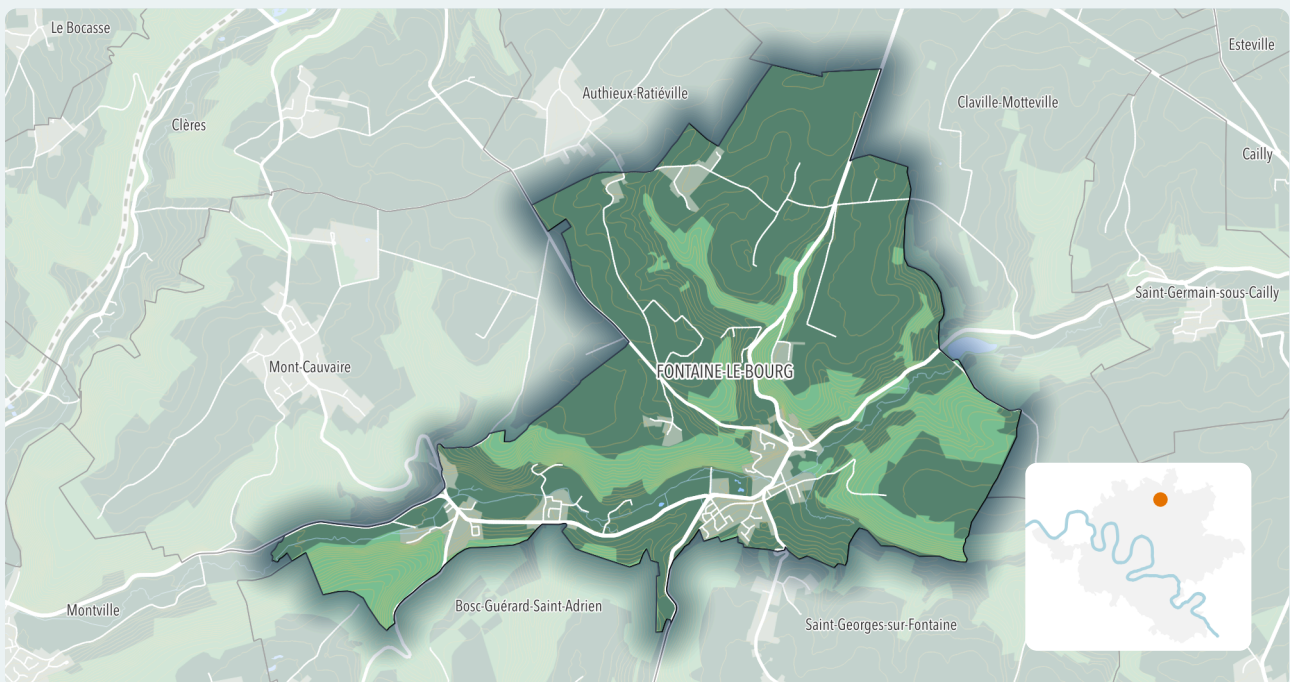 Le Bocasse
Esteville
Authieux-Ratiéville
Claville-Motteville
Clères
Cailly
Saint-Germain-sous-Cailly
Mont-Cauvaire
FONTAINE-LE-BOURG
Montville
Bosc-Guérard-Saint-Adrien
Saint-Georges-sur-Fontaine